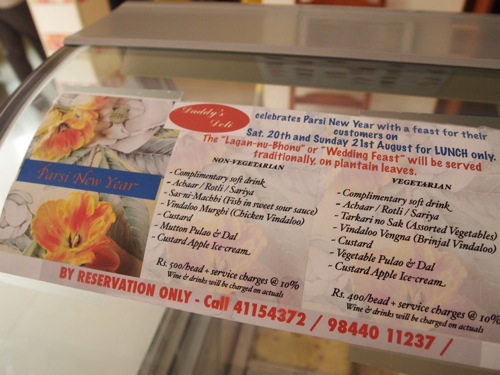 Parsi New Year
Daddy's
Deli
celebrates Parsi New Year with a feast for their
customers on
Sat. 20th and Sunday 21st August for LUNCH only.
The "Lagan-nu-Bhonu" or "Wedding Feast" will be served
traditionally, on plantain leaves.
NON-VEGETARIAN
- Complimentary soft drink
- Achaar / Rotli / Sariya
- Sas ni Machhi (Fish in sweet sour sauce)
- Vindaloo Murghi (Chicken Vindaloo)
- Custard
- Mutton Pulao & Dal
- Custard Apple Ice-cream
Rs. 500/head + service charges @ 10%
Wine & drinks will be charged on actuals
VEGETARIAN
- Complimentary soft drink
- Achaar / Rotli / Sariya
- Tarkari no Sak (Assorted Vegetables)
- Vindaloo Vengna (Brinjal Vindaloo)
- Custard
- Vegetable Pulao & Dal
- Custard Apple Ice-cream
Rs. 400/head + service charges @ 10%
Wine & drinks will be charged on actuals
BY RESERVATION ONLY - Call 41154372 / 98440 11237 /